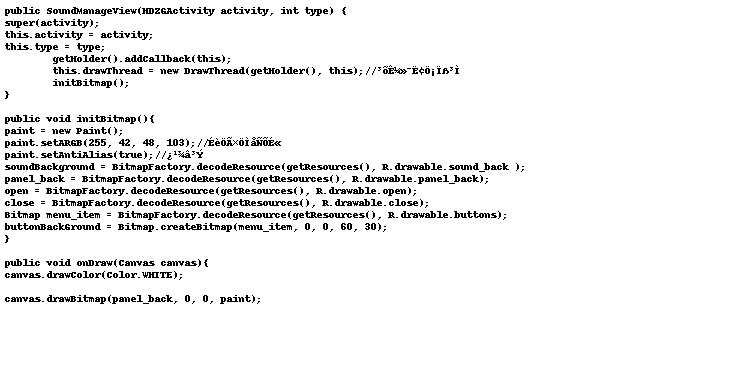 public SoundManageView(HDZGActivity activity, int type) {
super(activity);
this.activity = activity;
this.type = type;
getHolder().addCallback(this);
this.drawThread = new DrawThread(getHolder(), this);
initBitmap();
}
public void initBitmap(){
paint = new Paint();
paint.setARGB(255, 42, 48, 103);//ÉèÖÃ×ÖÌåÑÕÉ«
paint.setAntiAlias(true);//¿¹¾â³Ý
soundBackground = BitmapFactory.decodeResource(getResources(), R.drawable.sound_back );
panel_back = BitmapFactory.decodeResource(getResources(), R.drawable.panel_back);
open = BitmapFactory.decodeResource(getResources(), R.drawable.open);
close = BitmapFactory.decodeResource(getResources(), R.drawable.close);
Bitmap menu_item = BitmapFactory.decodeResource(getResources(), R.drawable.buttons);
buttonBackGround = Bitmap.createBitmap(menu_item, 0, 0, 60, 30);
}
public void onDraw(Canvas canvas){
canvas.drawColor(Color.WHITE);
canvas.drawBitmap(panel_back, 0, 0, paint);